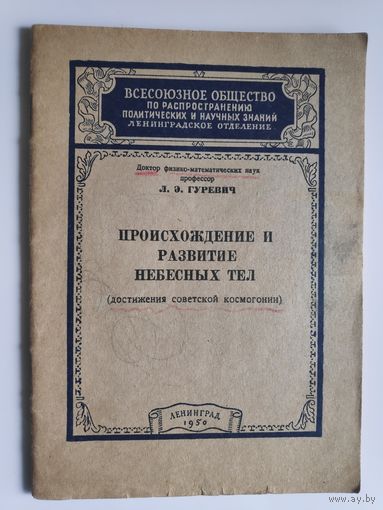 ВСЕСОЮЗНОЕ ОБЩЕСТВО
ПО РАСПРОСТРАНЕНИЮ
ПОЛИТИЧЕСКИХ И НАУЧНЫХ ЗНАНИЙ
ЛЕНИНГРАДСКОЕ ОТДЕЛЕНИЕ
Доктор физико-математических наук
профессор
Л. Э. ГУРЕВИЧ
ПРОИСХОЖДЕНИЕ И
РАЗВИТИЕ
НЕБЕСНЫХ ТЕЛ
(достижения советской космогонии)
ЛЕНИНГРАД
1950
ay.by